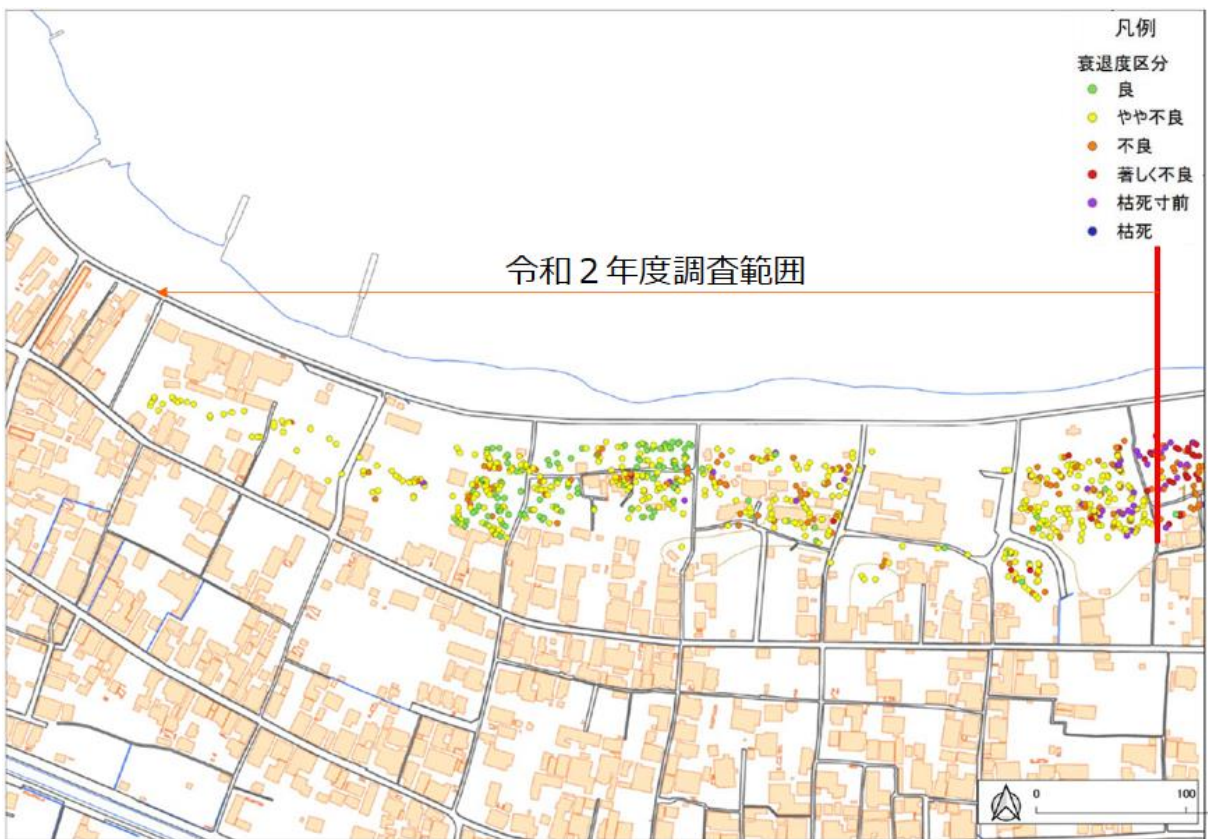 凡例
衰退度区分
良
やや不良
不良
著しく不良
枯死寸前
枯死
令和２年度調査範囲
0 100